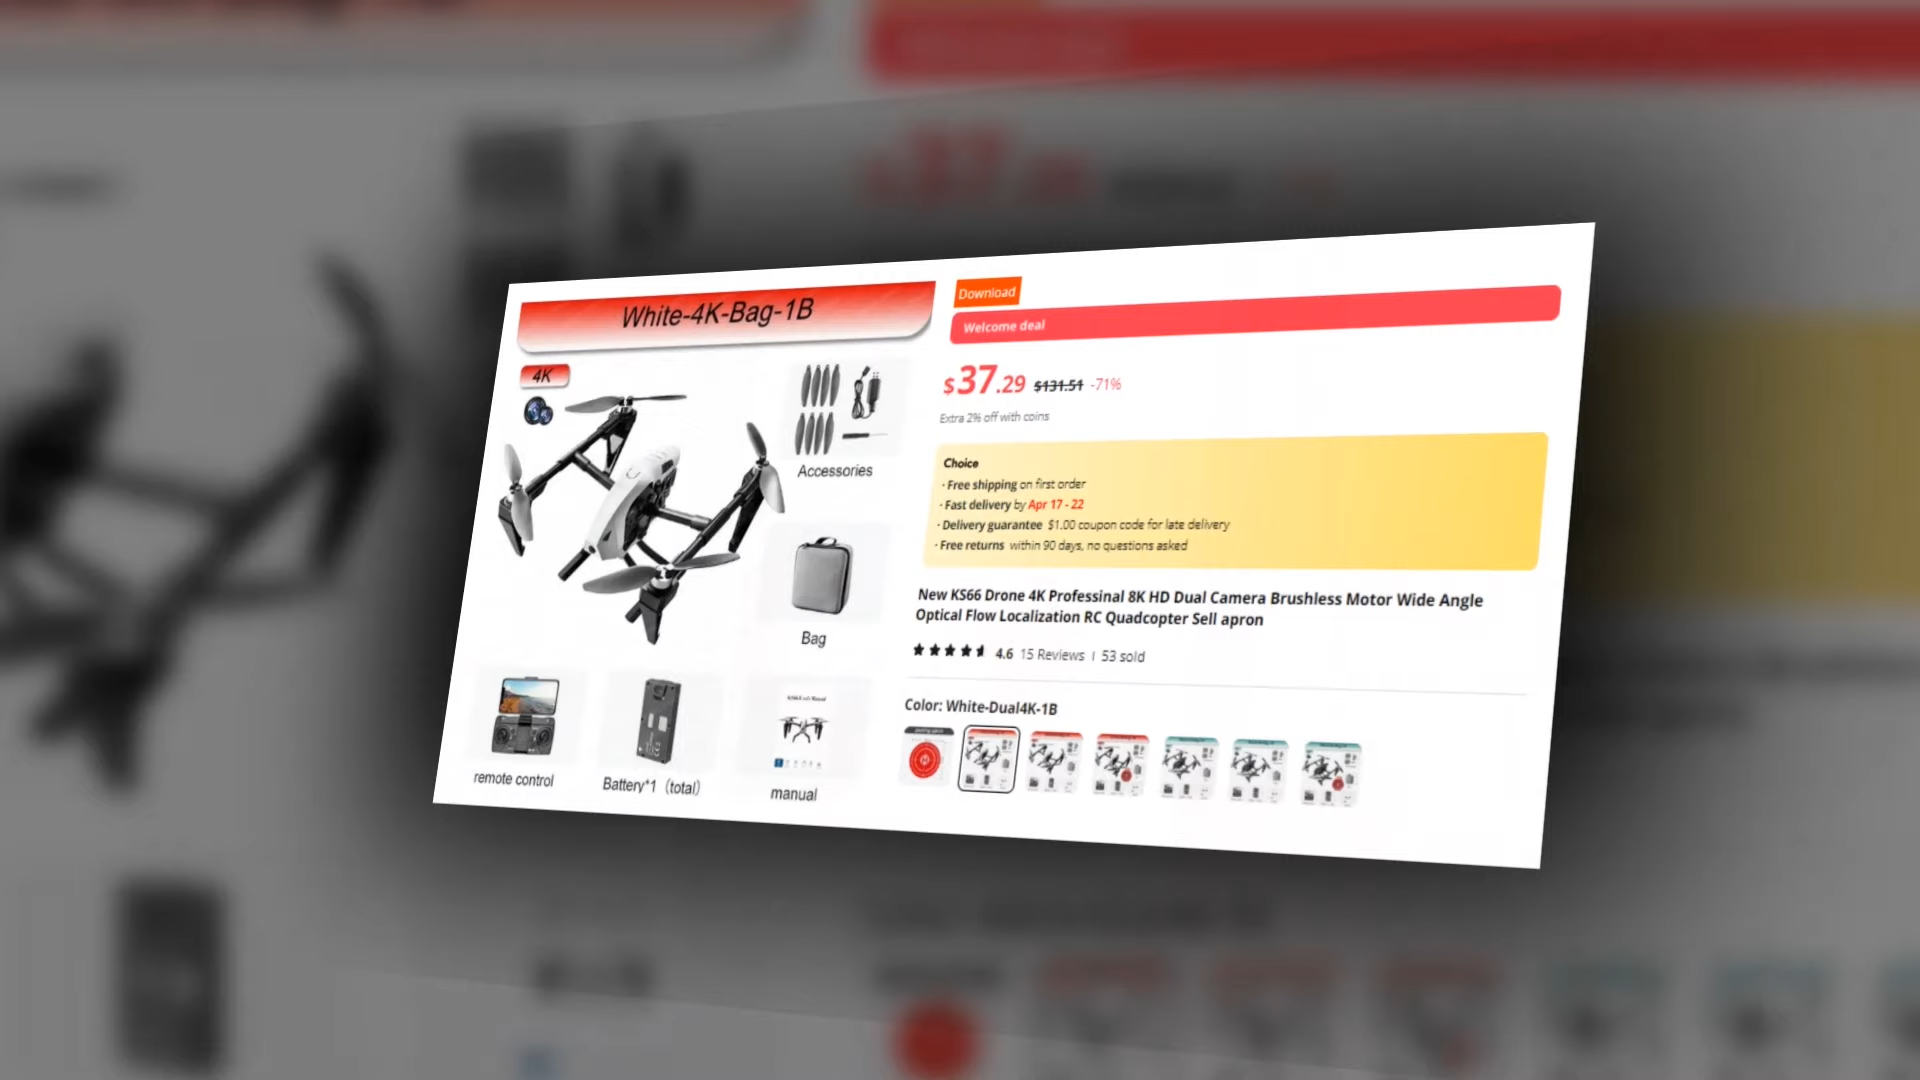 White-4K-Bag-1B
4K
Accessories
Bag
remote control
Battery*1 (total)
manual
Download
Welcome deal
$37.29 $131.51 -71%
Extra 2% off with coins
Choice
· Free shipping on first order
· Fast delivery by Apr 17 - 22
· Delivery guarantee $1.00 coupon code for late delivery
· Free returns within 90 days, no questions asked
New KS66 Drone 4K Professinal 8K HD Dual Camera Brushless Motor Wide Angle
Optical Flow Localization RC Quadcopter Sell apron
4.6 15 Reviews | 53 sold
Color: White-Dual4K-1B